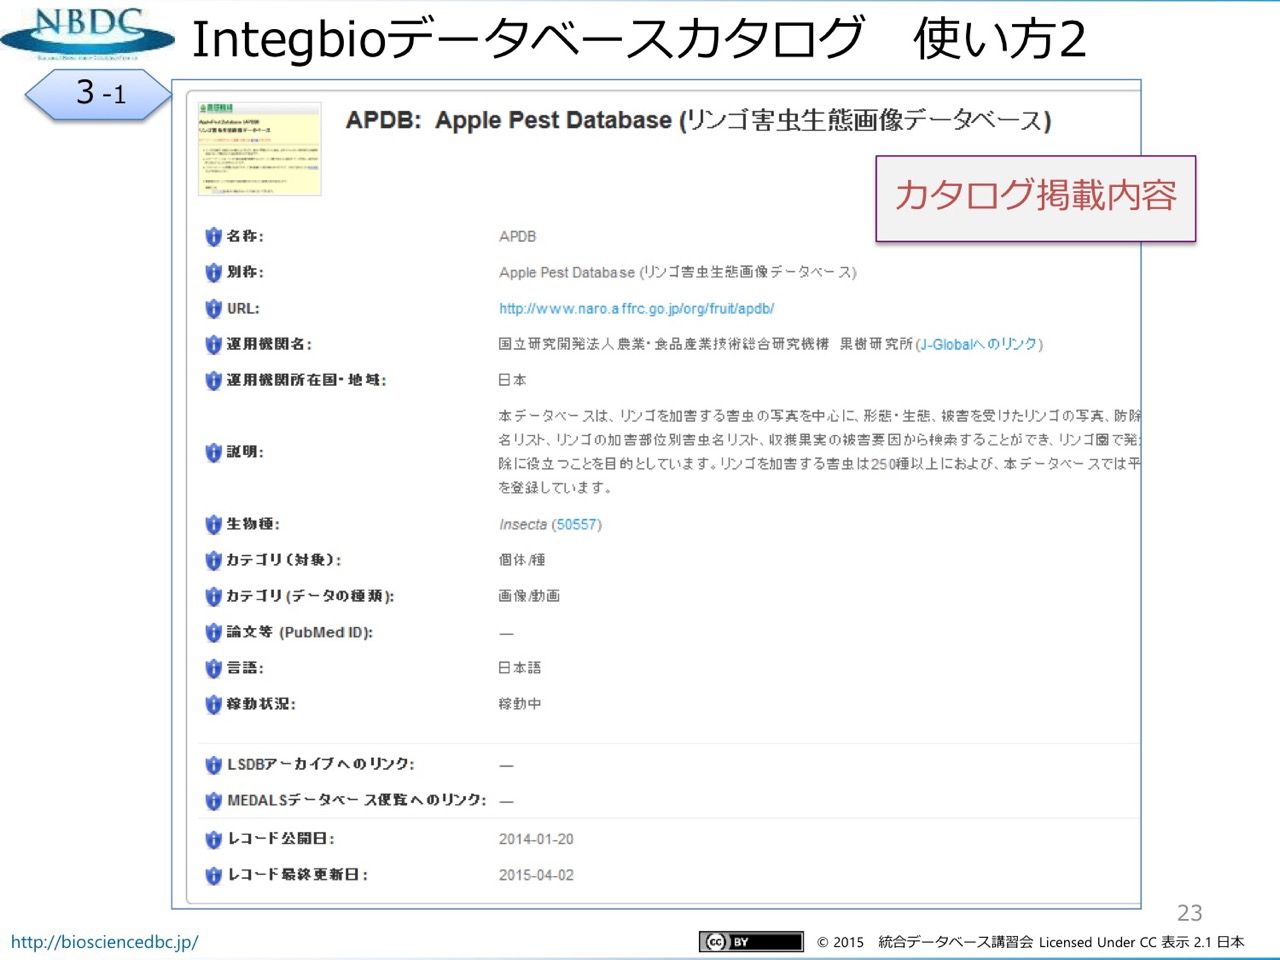 NBDC
Integbioデータベースカタログ 使い方2
3 -1
APDB: Apple Pest Database (リンゴ害虫生態画像データベース)
カタログ掲載内容
名称: APDB
別称: Apple Pest Database (リンゴ害虫生態画像データベース)
URL: http://www.naro.affrc.go.jp/org/fruit/apdb/
運用機関名: 国立研究開発法人農業・食品産業技術総合研究機構 果樹研究所(J-Globalへのリンク)
運用機関所在国・地域: 日本
説明:
本データベースは、リンゴを加害する害虫の写真を中心に、形態・生態、被害を受けたリンゴの写真、防除
名リスト、リンゴの加害部位別害虫名リスト、収穫果実の被害要因から検索することができ、リンゴ園で発
除に役立つことを目的としています。リンゴを加害する害虫は250種以上におよび、本データベースでは平
を登録しています。
生物種: Insecta (50557)
カテゴリ(対象): 個体/種
カテゴリ(データの種類): 画像/動画
論文等 (PubMed ID): —
言語: 日本語
稼動状況: 稼動中
LSDBアーカイブへのリンク: —
MEDALSデータベース便覧へのリンク: —
レコード公開日: 2014-01-20
レコード最終更新日: 2015-04-02
23
http://biosciencedbc.jp/
cc BY
© 2015 統合データベース講習会 Licensed Under CC 表示 2.1 日本